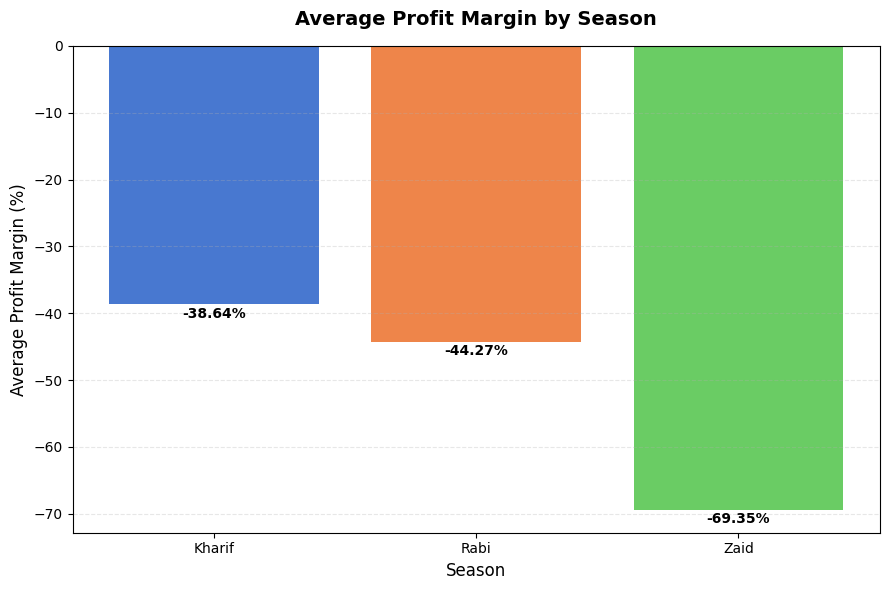 Average Profit Margin by Season
Average Profit Margin (%)
0
−10
−20
−30
−40
−50
−60
−70
-38.64%
-44.27%
-69.35%
Kharif
Rabi
Zaid
Season